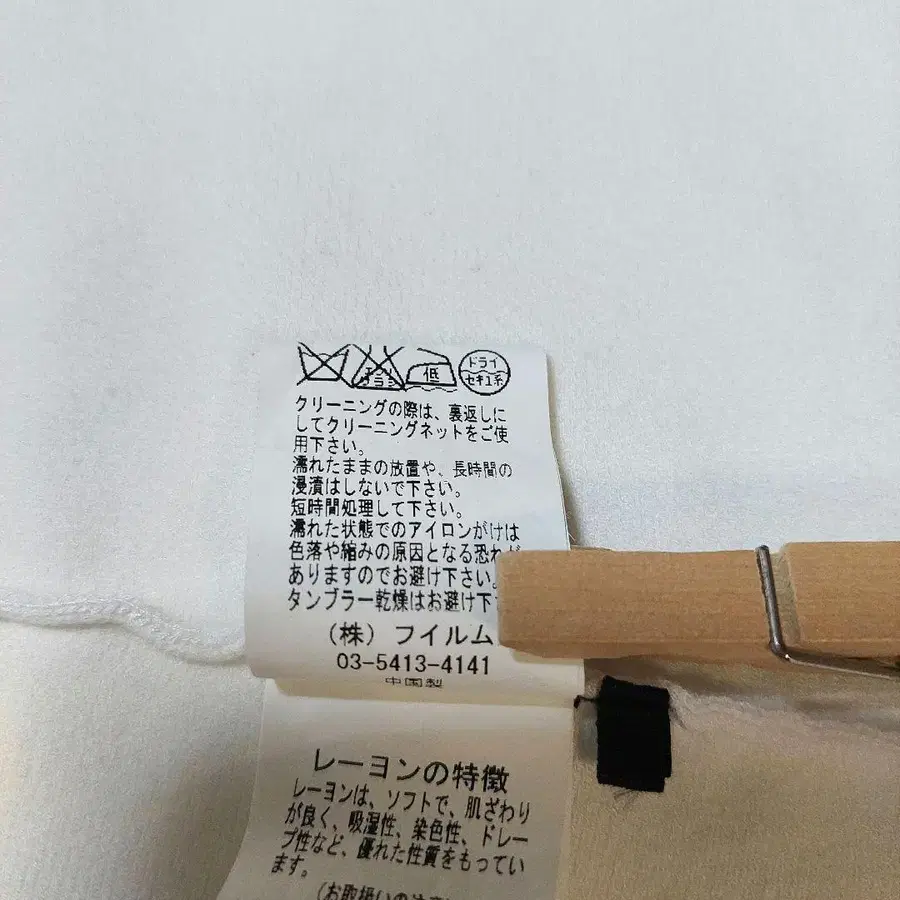 低
ドライ
セキユ系
クリーニングの際は、裏返しに
してクリーニングネットをご使
用下さい。
濡れたままの放置や、長時間の
浸漬はしないで下さい。
短時間処理して下さい。
濡れた状態でのアイロンがけは
色落や縮みの原因となる恐れが
ありますのでお避け下さい。
タンブラー乾燥はお避け下
(株) フイルム
03-5413-4141
中国製
レーヨンの特徴
レーヨンは、ソフトで、肌ざわり
が良く、吸湿性、染色性、ドレー
プ性など、優れた性質をもってい
ます。
(お取扱いの注意